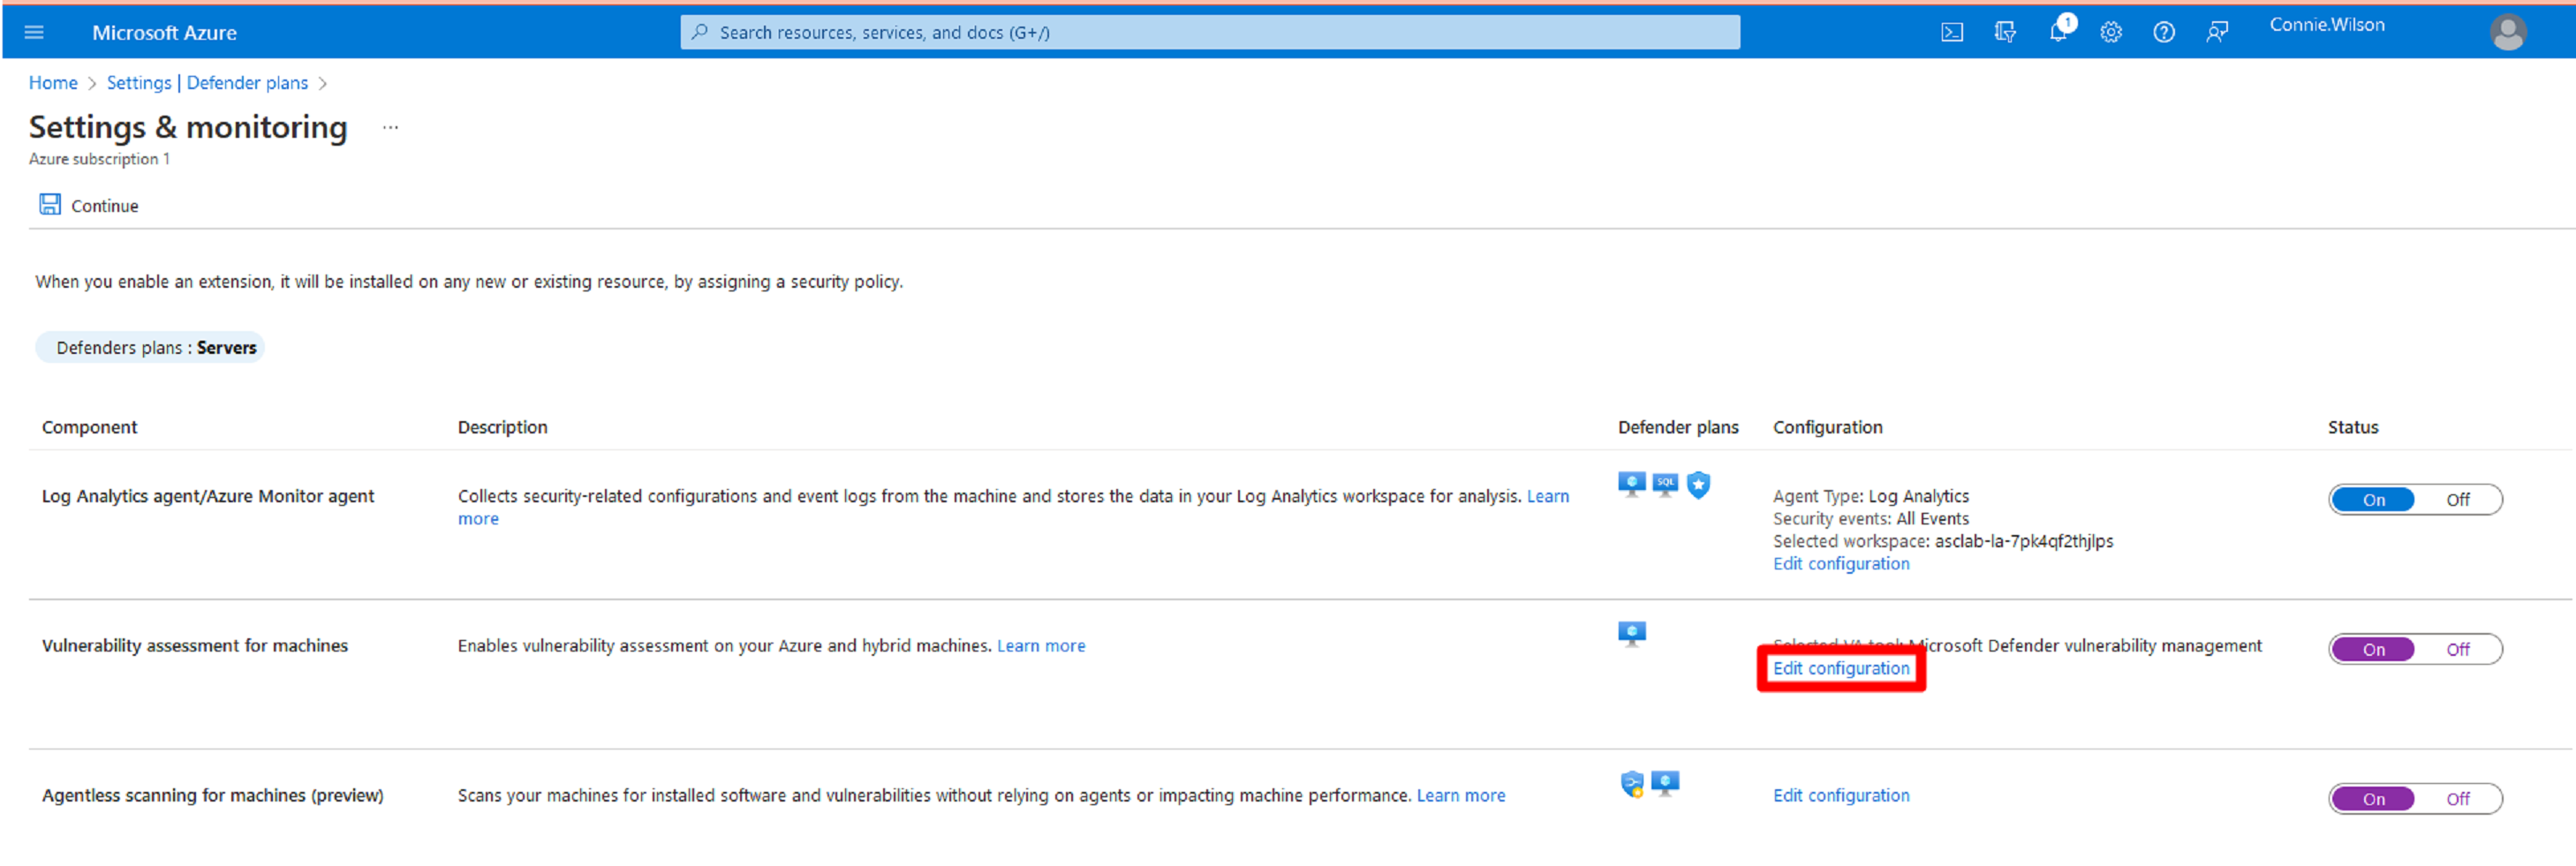 Microsoft Azure
Search resources, services, and docs (G+/)
1
Connie.Wilson
Home > Settings | Defender plans >
Settings & monitoring ...
Azure subscription 1
Continue
When you enable an extension, it will be installed on any new or existing resource, by assigning a security policy.
Defenders plans : Servers
Component Description Defender plans Configuration Status
Log Analytics agent/Azure Monitor agent
Collects security-related configurations and event logs from the machine and stores the data in your Log Analytics workspace for analysis. Learn
more
SQL
Agent Type: Log Analytics
Security events: All Events
Selected workspace: asclab-la-7pk4qf2thjlps
Edit configuration
On Off
Vulnerability assessment for machines
Enables vulnerability assessment on your Azure and hybrid machines. Learn more
Selected VA tool: Microsoft Defender vulnerability management
Edit configuration
On Off
Agentless scanning for machines (preview)
Scans your machines for installed software and vulnerabilities without relying on agents or impacting machine performance. Learn more
Edit configuration
On Off